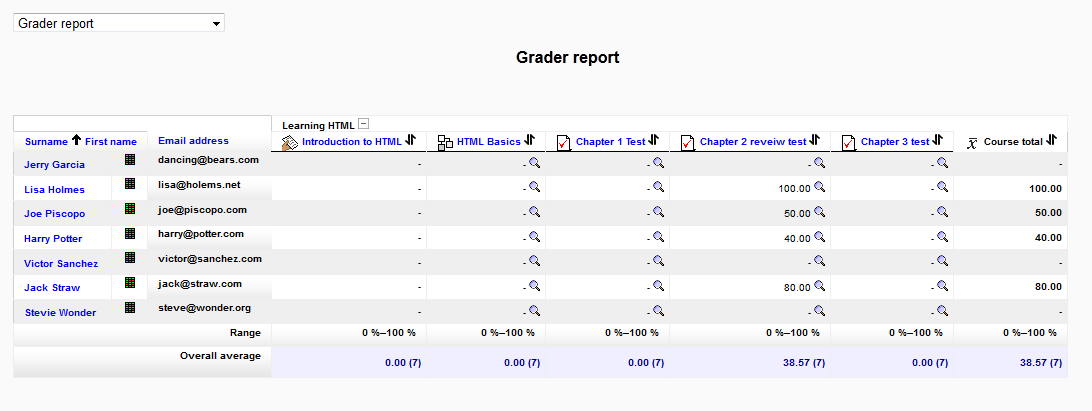 Grader report
Grader report
Learning HTML
Surname First name Email address Introduction to HTML HTML Basics Chapter 1 Test Chapter 2 reveiw test Chapter 3 test x̅ Course total
Jerry Garcia dancing@bears.com - - - - - -
Lisa Holmes lisa@holems.net - - - 100.00 - 100.00
Joe Piscopo joe@piscopo.com - - - 50.00 - 50.00
Harry Potter harry@potter.com - - - 40.00 - 40.00
Victor Sanchez victor@sanchez.com - - - - - -
Jack Straw jack@straw.com - - - 80.00 - 80.00
Stevie Wonder steve@wonder.org - - - - - -
Range 0 %–100 % 0 %–100 % 0 %–100 % 0 %–100 % 0 %–100 % 0 %–100 %
Overall average 0.00 (7) 0.00 (7) 0.00 (7) 38.57 (7) 0.00 (7) 38.57 (7)